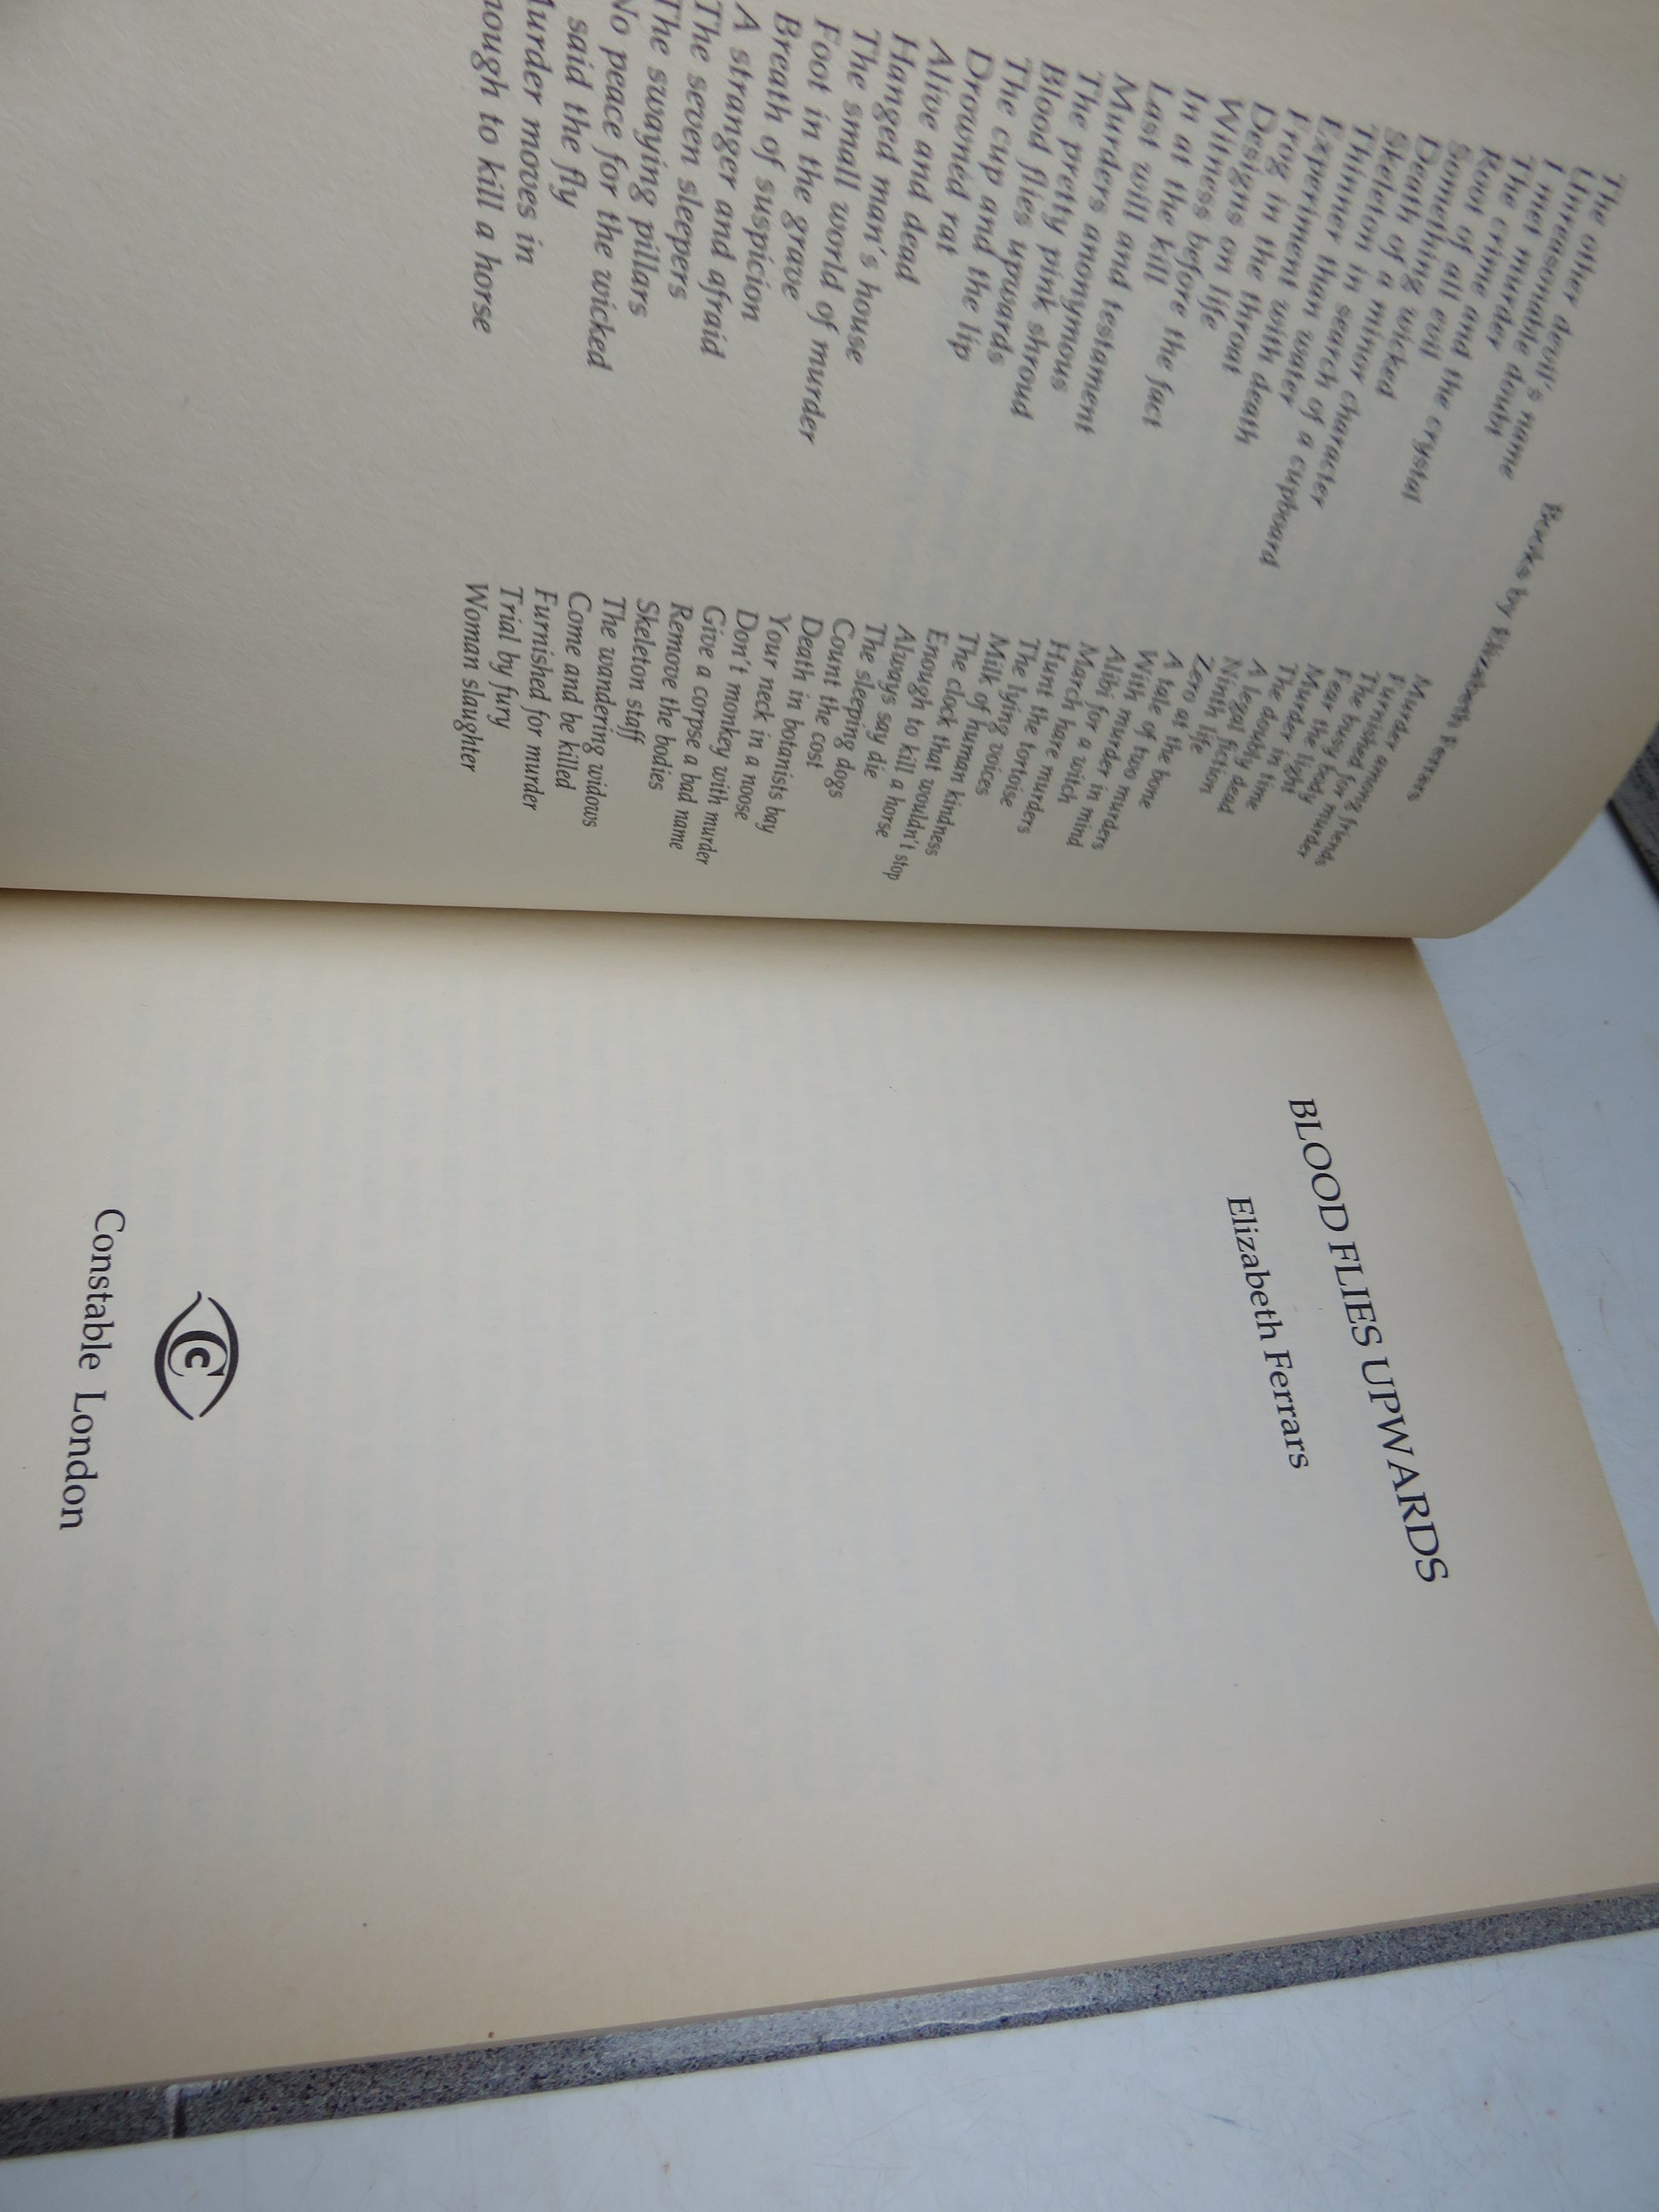 Books by Elizabeth Ferrars
The other devil's name
Unreasonable doubt
I met murder
The crime and the crystal
Root of all evil
Something wicked
Death of a minor character
Skeleton in search of a cupboard
Thinner than water
Experiment with death
Frog in the throat
Designs on life
Witness before the fact
In at the kill
Last will and testament
Murders anonymous
The pretty pink shroud
Blood flies upwards
The cup and the lip
Drowned rat
Alive and dead
Hanged man's house
The small world of murder
Foot in the grave
Breath of suspicion
A stranger and afraid
The seven sleepers
The swaying pillars
No peace for the wicked
said the fly
Murder moves in
nough to kill a horse
Murder among friends
Furnished for murder
The busy body
Fear the light
Murder in time
The doubly dead
A legal fiction
Ninth life
Zero at the bone
A tale of two murders
With murder in mind
Alibi for a witch
March hare murders
Hunt the tortoise
The lying voices
Milk of human kindness
The clock that wouldn't stop
Enough to kill a horse
Always say die
The sleeping dogs
Count the cost
Death in botanists bay
Your neck in a noose
Don't monkey with murder
Give a corpse a bad name
Remove the bodies
Skeleton staff
The wandering widows
Come and be killed
Furnished for murder
Trial by fury
Woman slaughter
BLOOD FLIES UPWARDS
Elizabeth Ferrars
C
Constable London